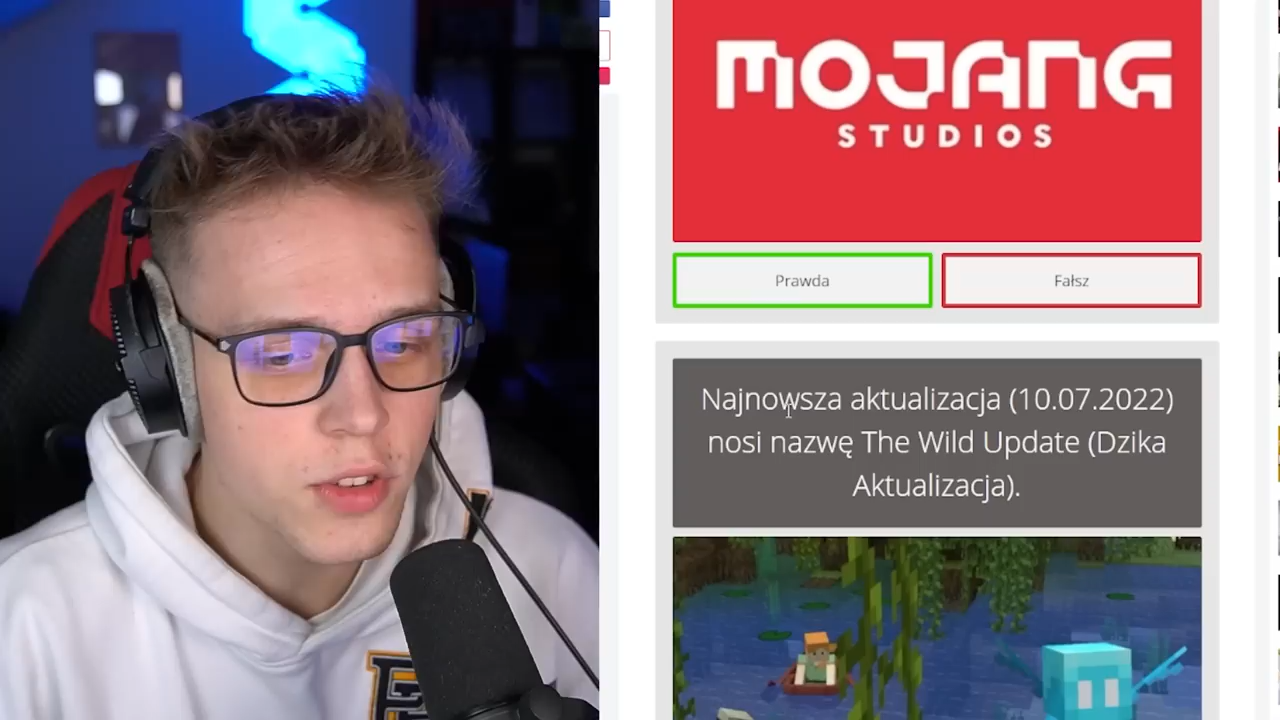 MOJANG
STUDIOS
Prawda
Fałsz
Najnowsza aktualizacja (10.07.2022)
nosi nazwę The Wild Update (Dzika
Aktualizacja).